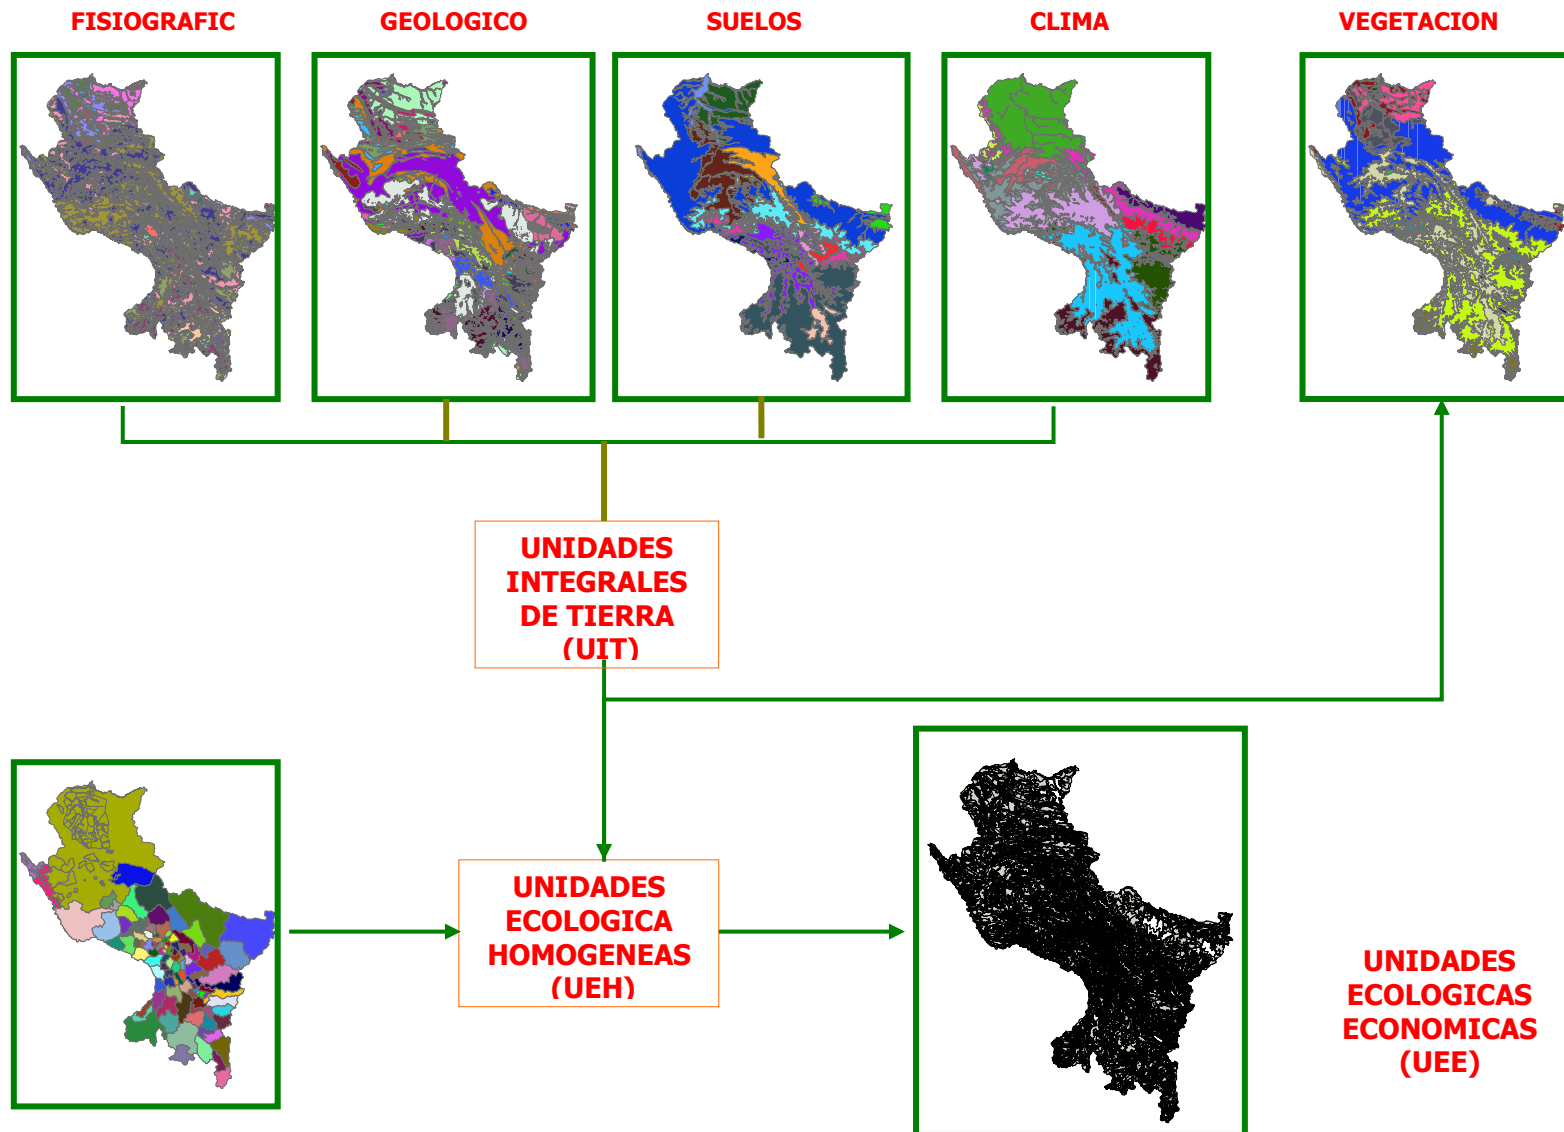 FISIOGRAFIC
GEOLOGICO
SUELOS
CLIMA
VEGETACION
UNIDADES
INTEGRALES
DE TIERRA
(UIT)
UNIDADES
ECOLOGICA
HOMOGENEAS
(UEH)
UNIDADES
ECOLOGICAS
ECONOMICAS
(UEE)